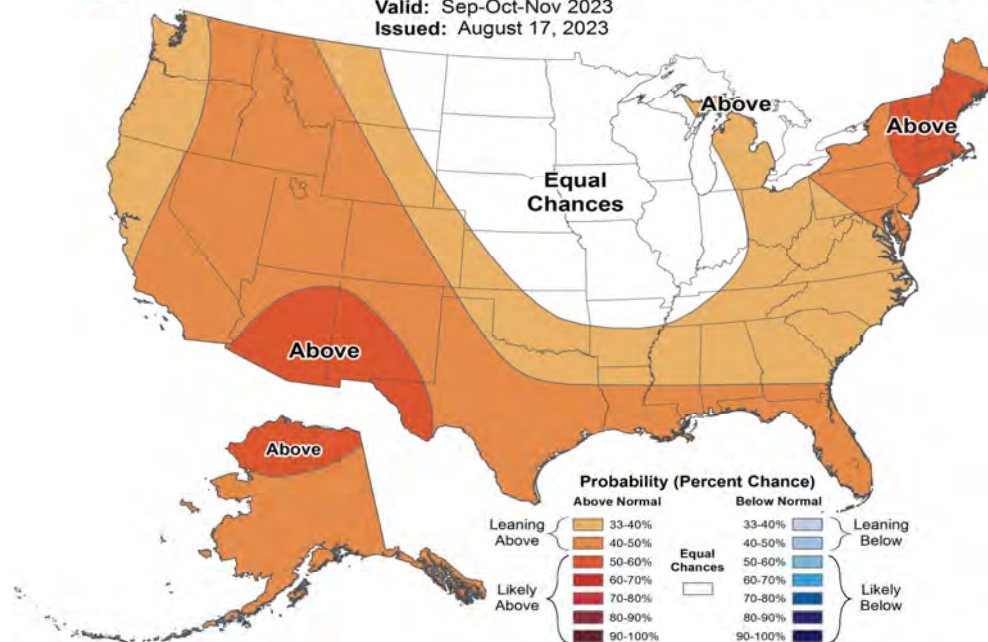 Valid: Sep-Oct-Nov 2023
Issued: August 17, 2023
Above
Above
Equal
Chances
Above
Above
Probability (Percent Chance)
Above Normal
Below Normal
Leaning
Above
33-40%
40-50%
Likely
Above
50-60%
60-70%
70-80%
80-90%
90-100%
Equal
Chances
33-40%
40-50%
Leaning
Below
50-60%
60-70%
70-80%
80-90%
90-100%
Likely
Below